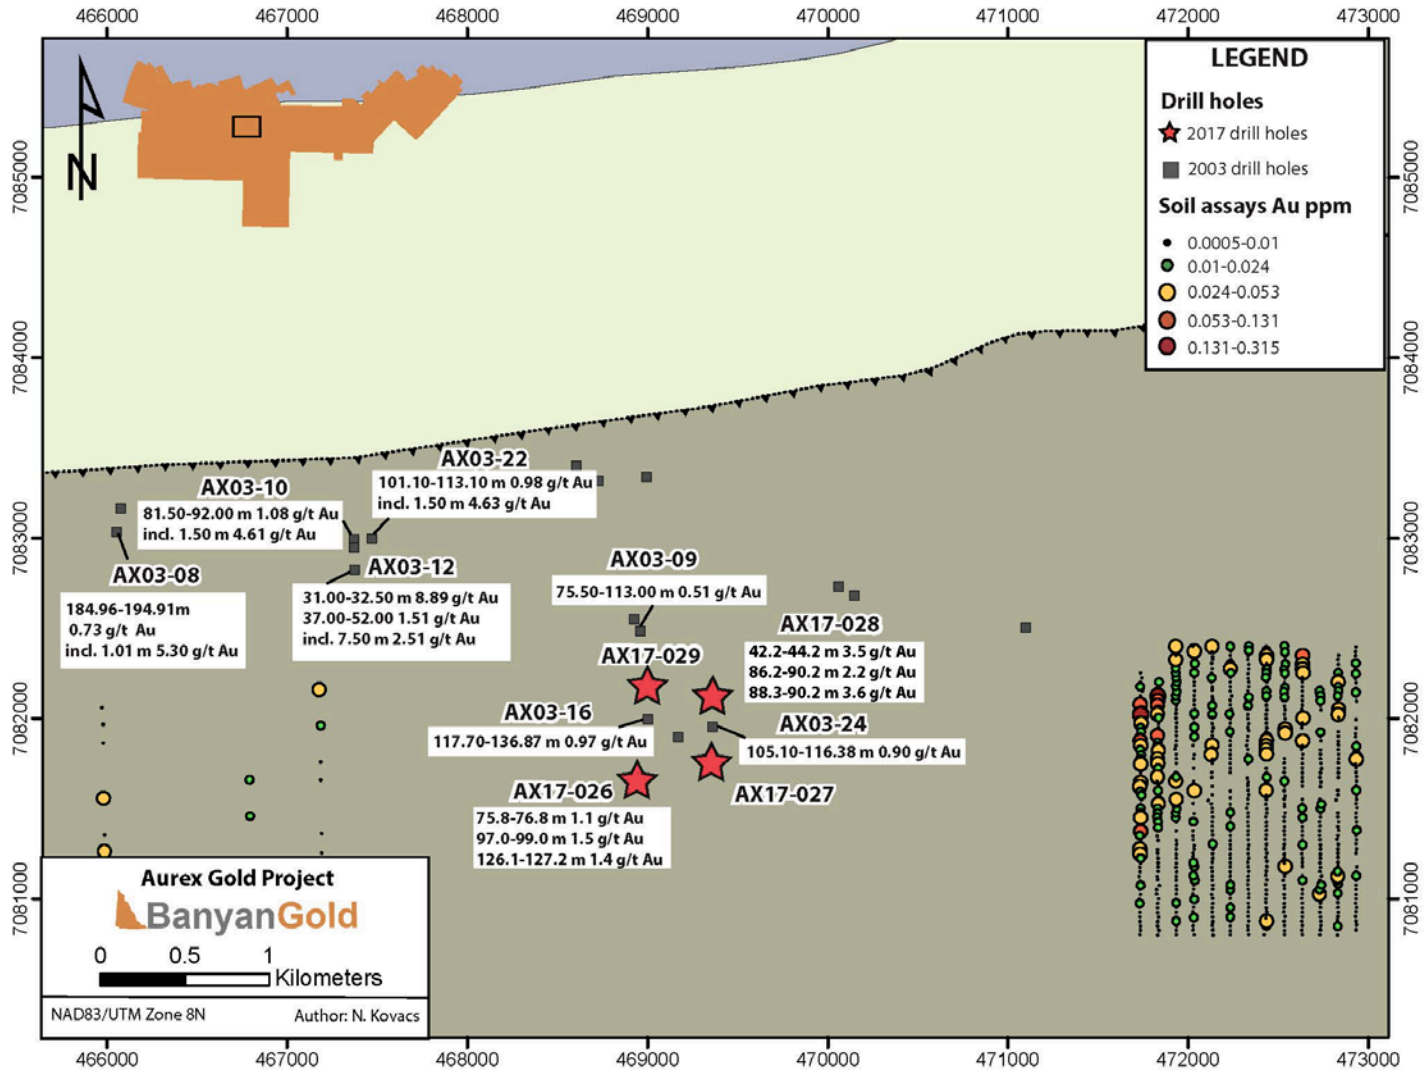 466000 467000 468000 469000 470000 471000 472000 473000
7085000
7084000
7083000
7082000
7081000
N
LEGEND
Drill holes
2017 drill holes
2003 drill holes
Soil assays Au ppm
0.0005-0.01
0.01-0.024
0.024-0.053
0.053-0.131
0.131-0.315
7085000
7084000
7083000
7082000
7081000
AX03-22
101.10-113.10 m 0.98 g/t Au
incl. 1.50 m 4.63 g/t Au
AX03-10
81.50-92.00 m 1.08 g/t Au
incl. 1.50 m 4.61 g/t Au
AX03-08
184.96-194.91m
0.73 g/t Au
incl. 1.01 m 5.30 g/t Au
AX03-12
31.00-32.50 m 8.89 g/t Au
37.00-52.00 1.51 g/t Au
incl. 7.50 m 2.51 g/t Au
AX03-09
75.50-113.00 m 0.51 g/t Au
AX17-028
42.2-44.2 m 3.5 g/t Au
86.2-90.2 m 2.2 g/t Au
88.3-90.2 m 3.6 g/t Au
AX17-029
AX03-16
117.70-136.87 m 0.97 g/t Au
AX03-24
105.10-116.38 m 0.90 g/t Au
AX17-026
75.8-76.8 m 1.1 g/t Au
97.0-99.0 m 1.5 g/t Au
126.1-127.2 m 1.4 g/t Au
AX17-027
Aurex Gold Project
BanyanGold
0 0.5 1
Kilometers
NAD83/UTM Zone 8N Author: N. Kovacs
466000 467000 468000 469000 470000 471000 472000 473000